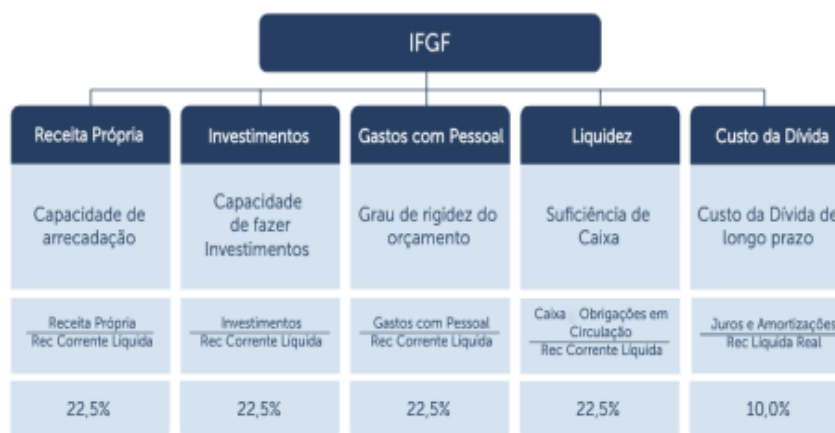 IFGF
Receita Própria
Investimentos
Gastos com Pessoal
Liquidez
Custo da Dívida
Capacidade de
arrecadação
Capacidade
de fazer
Investimentos
Grau de rigidez do
orçamento
Suficiência de
Caixa
Custo da Dívida de
longo prazo
Receita Própria
Rec Corrente Líquida
Investimentos
Rec Corrente Líquida
Gastos com Pessoal
Rec Corrente Líquida
Caixa Obrigações em
Circulação
Rec Corrente Líquida
Juros e Amortizações
Rec Líquida Real
22,5%
22,5%
22,5%
22,5%
10,0%